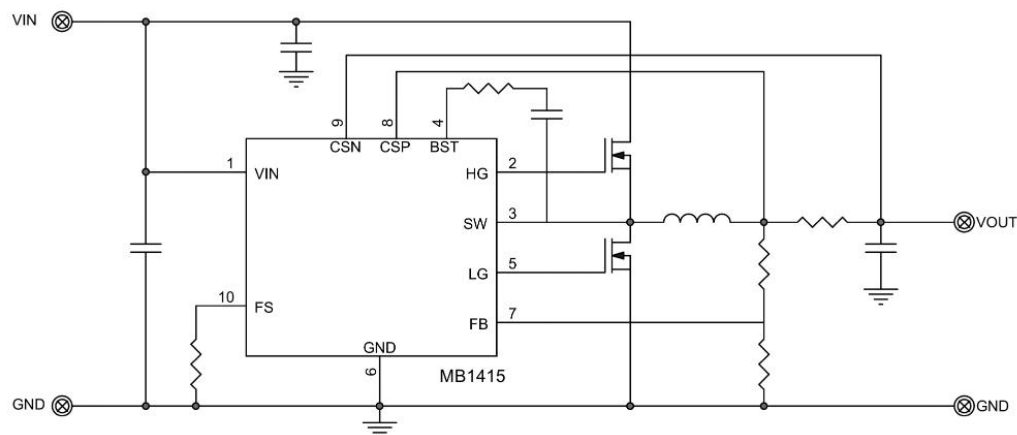 VIN
9
8
4
CSN
CSP
BST
1
VIN
HG
2
SW
3
VOUT
LG
5
10
FS
FB
7
GND
6
MB1415
GND
GND